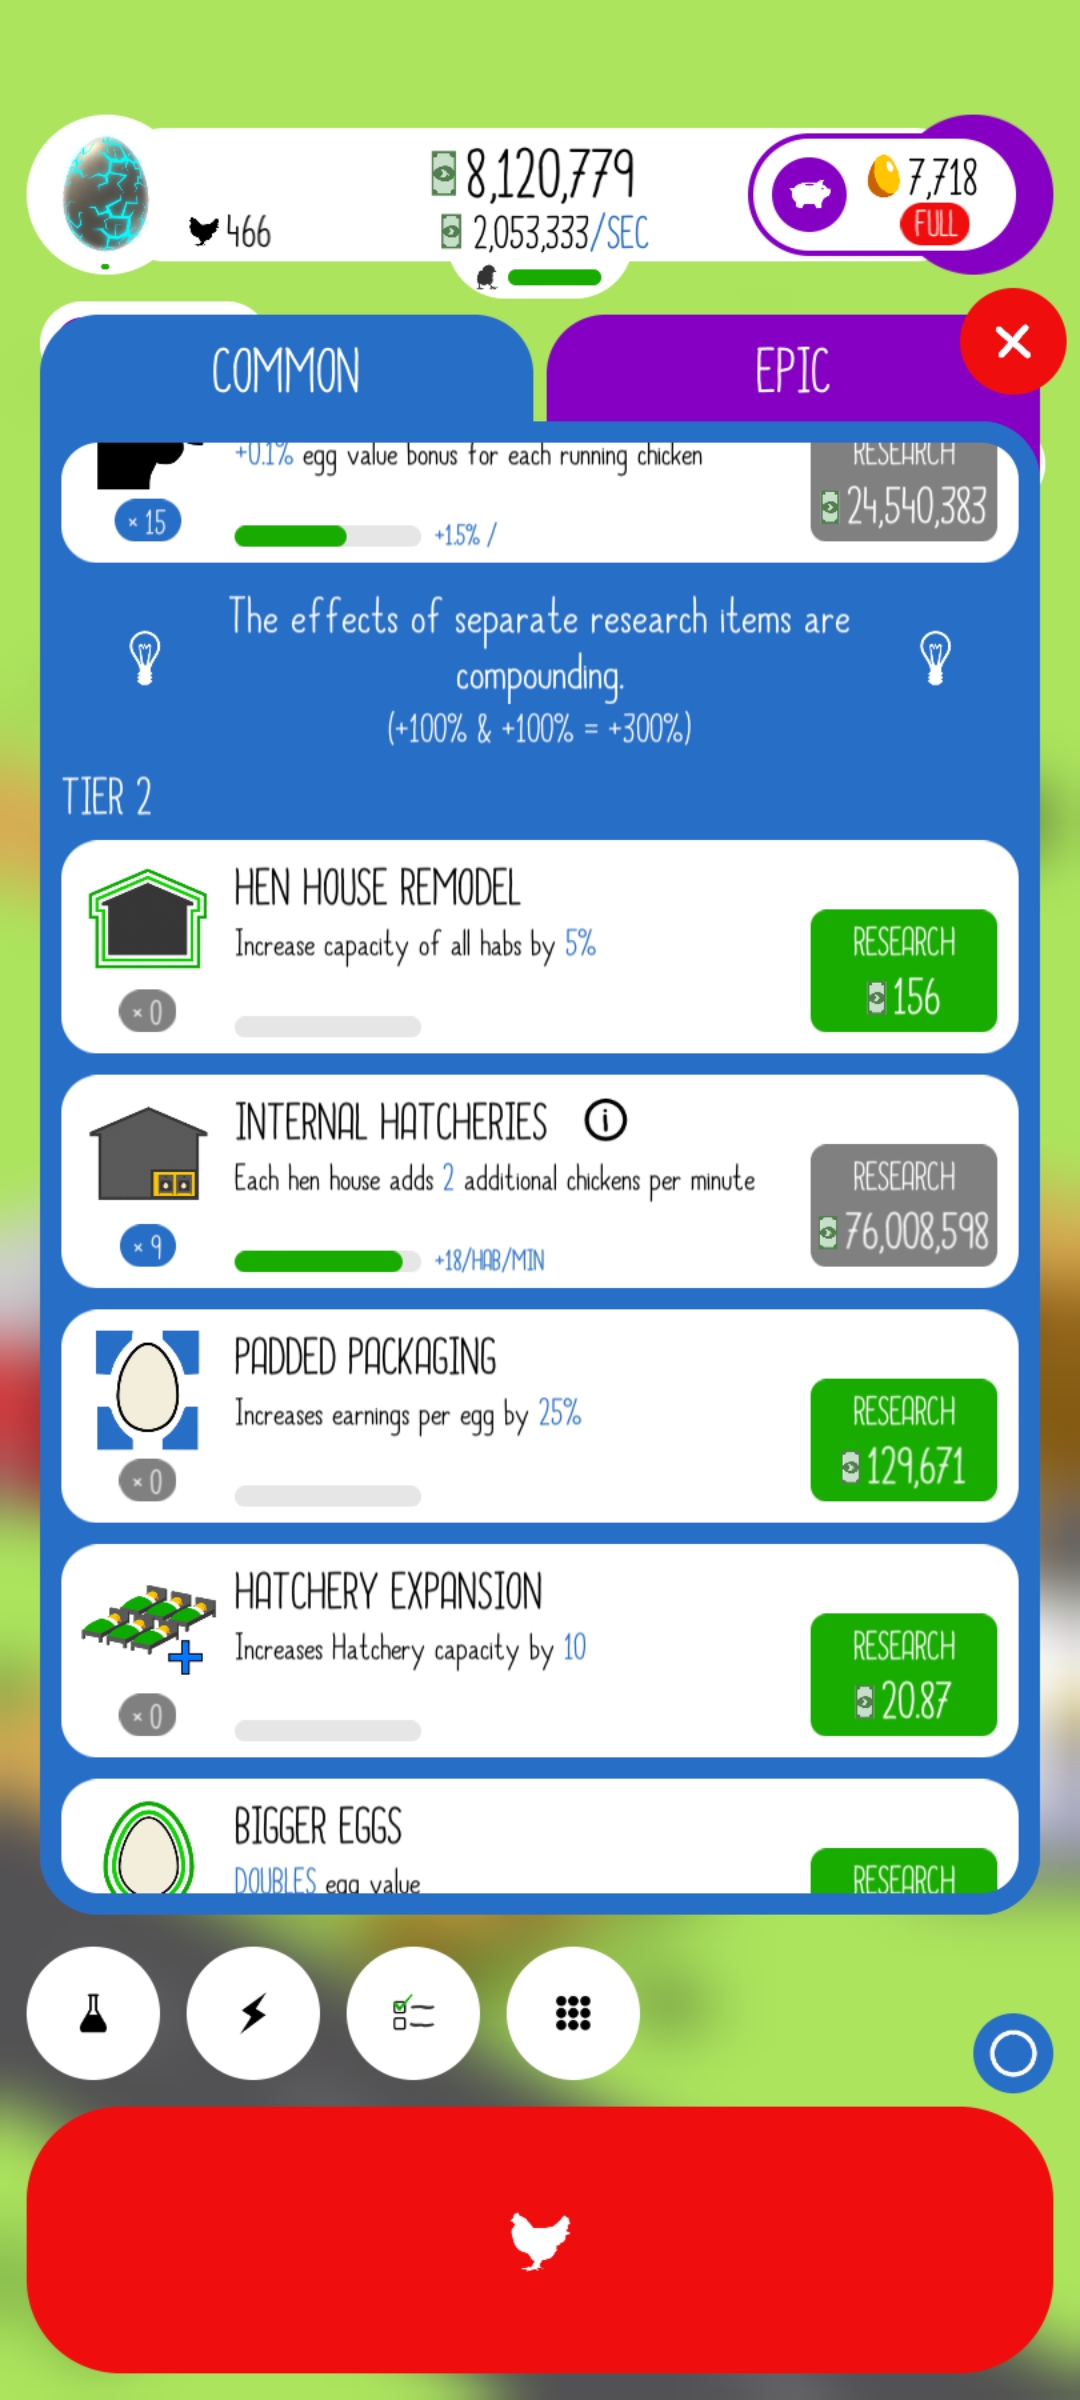 8,120,779
466
2,053,333/SEC
7,718
FULL
COMMON
EPIC
+0.1% egg value bonus for each running chicken
RESEARCH
24,540,383
× 15
+1.5% /
The effects of separate research items are
compounding.
(+100% & +100% = +300%)
TIER 2
HEN HOUSE REMODEL
Increase capacity of all habs by 5%
RESEARCH
156
× 0
INTERNAL HATCHERIES
Each hen house adds 2 additional chickens per minute
RESEARCH
76,008,598
× 9
+18/HAB/MIN
PADDED PACKAGING
Increases earnings per egg by 25%
RESEARCH
129,671
× 0
HATCHERY EXPANSION
Increases Hatchery capacity by 10
RESEARCH
20.87
× 0
BIGGER EGGS
DOUBLES egg value
RESEARCH